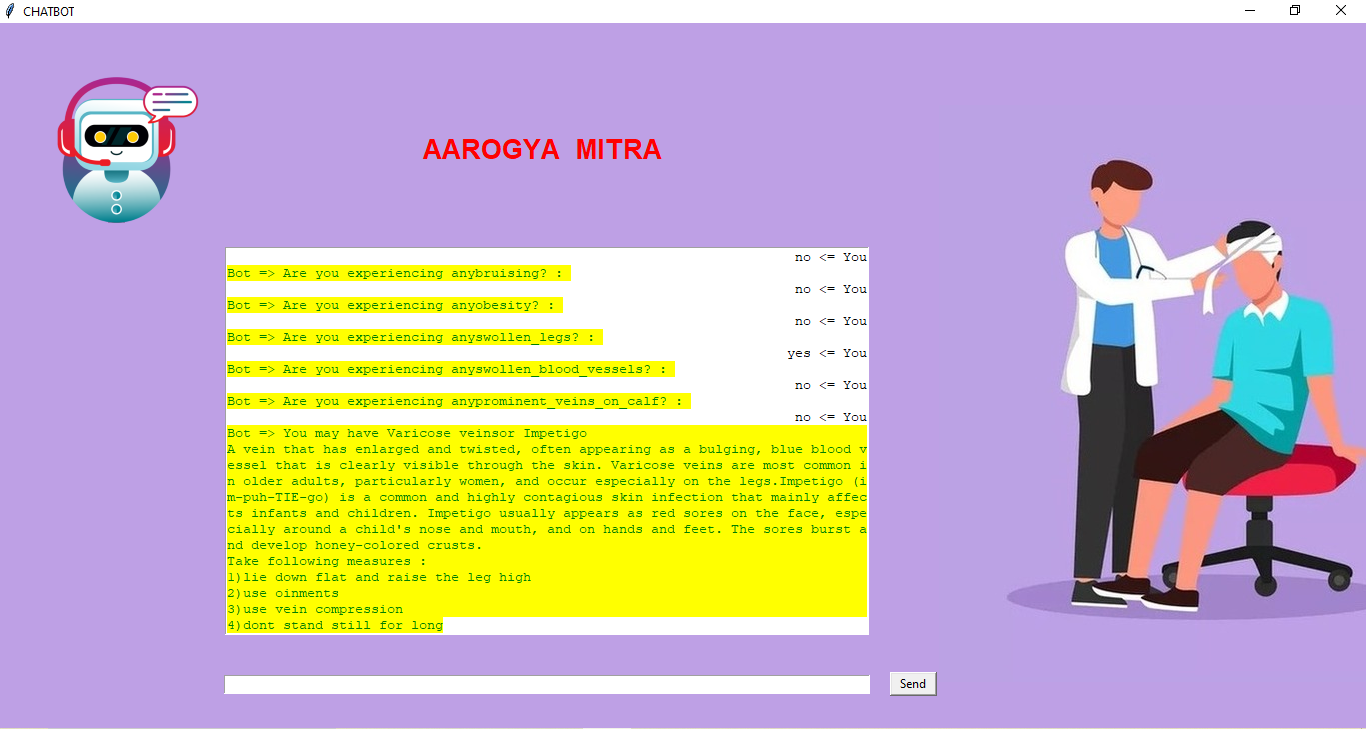 CHATBOT
AAROGYA MITRA
no <= You
Bot => Are you experiencing anybruising? :
no <= You
Bot => Are you experiencing anyobesity? :
no <= You
Bot => Are you experiencing anyswollen_legs? :
yes <= You
Bot => Are you experiencing anyswollen_blood_vessels? :
no <= You
Bot => Are you experiencing anyprominent_veins_on_calf? :
no <= You
Bot => You may have Varicose veinsor Impetigo
A vein that has enlarged and twisted, often appearing as a bulging, blue blood v
essel that is clearly visible through the skin. Varicose veins are most common i
n older adults, particularly women, and occur especially on the legs.Impetigo (i
m-puh-TIE-go) is a common and highly contagious skin infection that mainly affec
ts infants and children. Impetigo usually appears as red sores on the face, espe
cially around a child's nose and mouth, and on hands and feet. The sores burst a
nd develop honey-colored crusts.
Take following measures :
1)lie down flat and raise the leg high
2)use oinments
3)use vein compression
4)dont stand still for long
Send